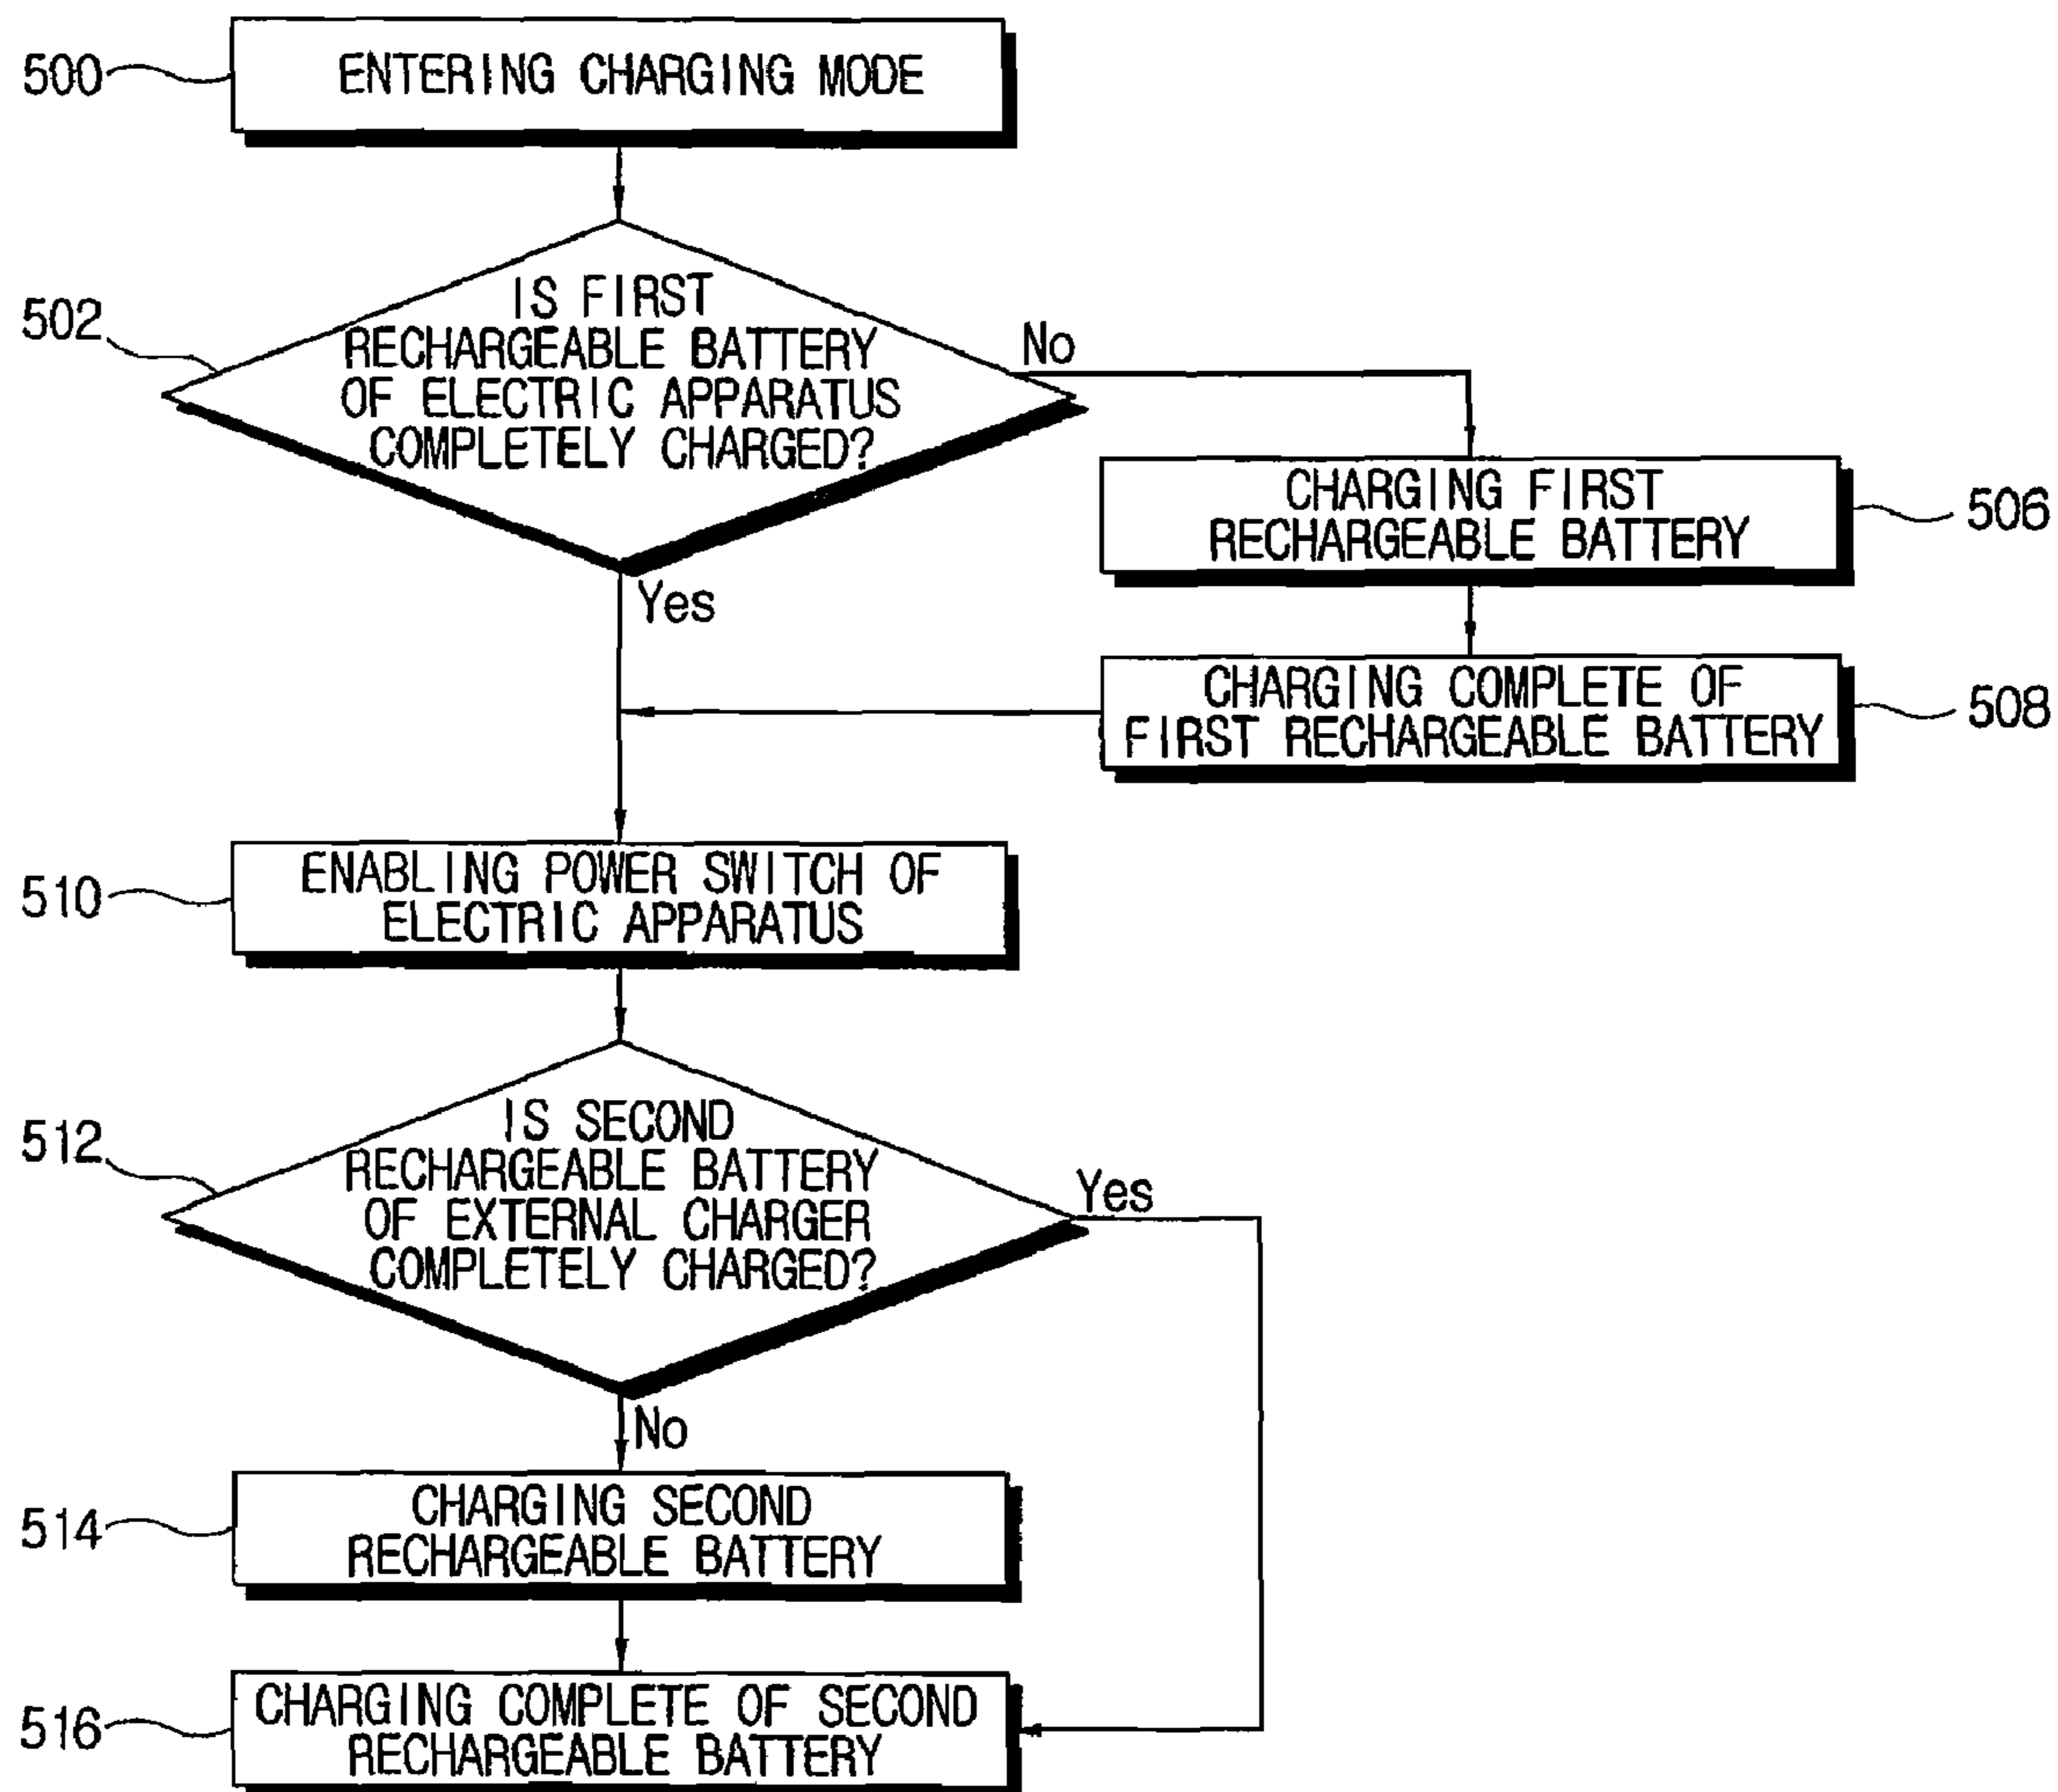 500
ENTERING CHARGING MODE
502
IS FIRST
RECHARGEABLE BATTERY
OF ELECTRIC APPARATUS
COMPLETELY CHARGED?
No
Yes
CHARGING FIRST
RECHARGEABLE BATTERY
506
CHARGING COMPLETE OF
FIRST RECHARGEABLE BATTERY
508
510
ENABLING POWER SWITCH OF
ELECTRIC APPARATUS
512
IS SECOND
RECHARGEABLE BATTERY
OF EXTERNAL CHARGER
COMPLETELY CHARGED?
Yes
No
514
CHARGING SECOND
RECHARGEABLE BATTERY
516
CHARGING COMPLETE OF SECOND
RECHARGEABLE BATTERY